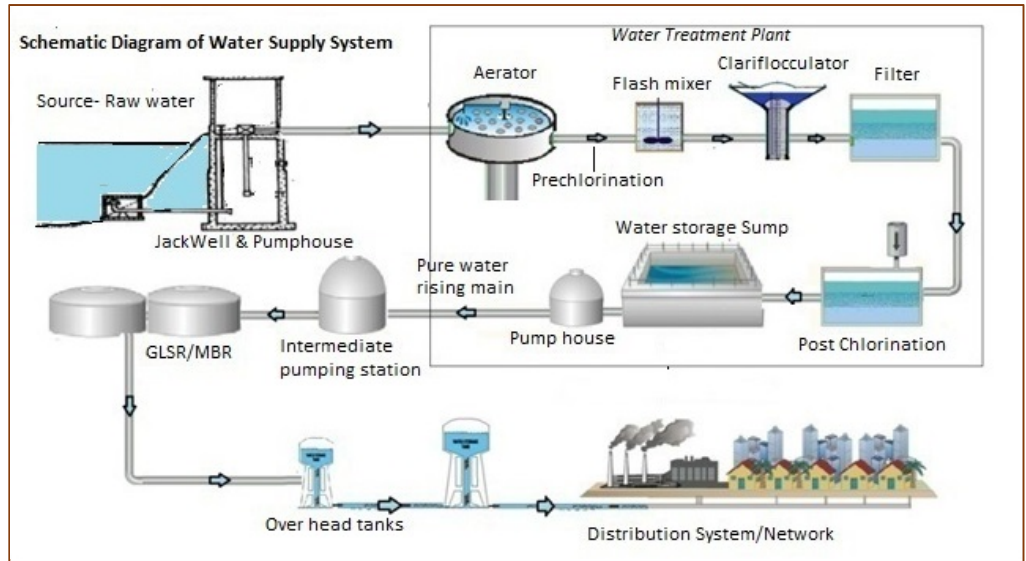 Schematic Diagram of Water Supply System
Water Treatment Plant
Source- Raw water
Aerator
Flash mixer
Clariflocculator
Filter
Prechlorination
JackWell & Pumphouse
Water storage Sump
Pure water
rising main
Pump house
Post Chlorination
GLSR/MBR
Intermediate
pumping station
Over head tanks
Distribution System/Network